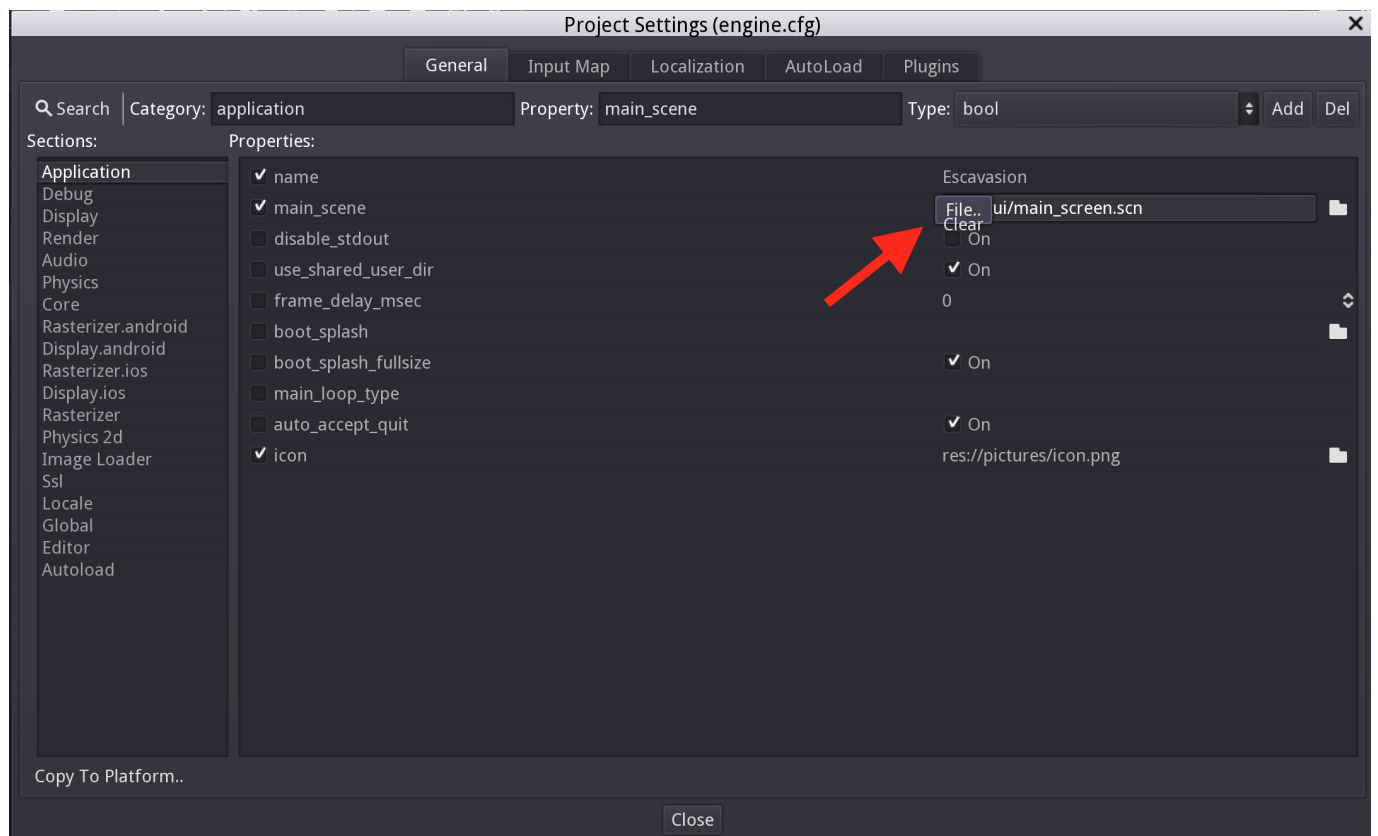 Project Settings (engine.cfg)
General Input Map Localization AutoLoad Plugins
Search Category: application Property: main_scene Type: bool Add Del
Sections: Properties:
Application
Debug
Display
Render
Audio
Physics
Core
Rasterizer.android
Display.android
Rasterizer.ios
Display.ios
Rasterizer
Physics 2d
Image Loader
Ssl
Locale
Global
Editor
Autoload
name Escavasion
main_scene File.. ui/main_screen.scn
Clear
disable_stdout On
use_shared_user_dir On
frame_delay_msec 0
boot_splash
boot_splash_fullsize On
main_loop_type
auto_accept_quit On
icon res://pictures/icon.png
Copy To Platform..
Close